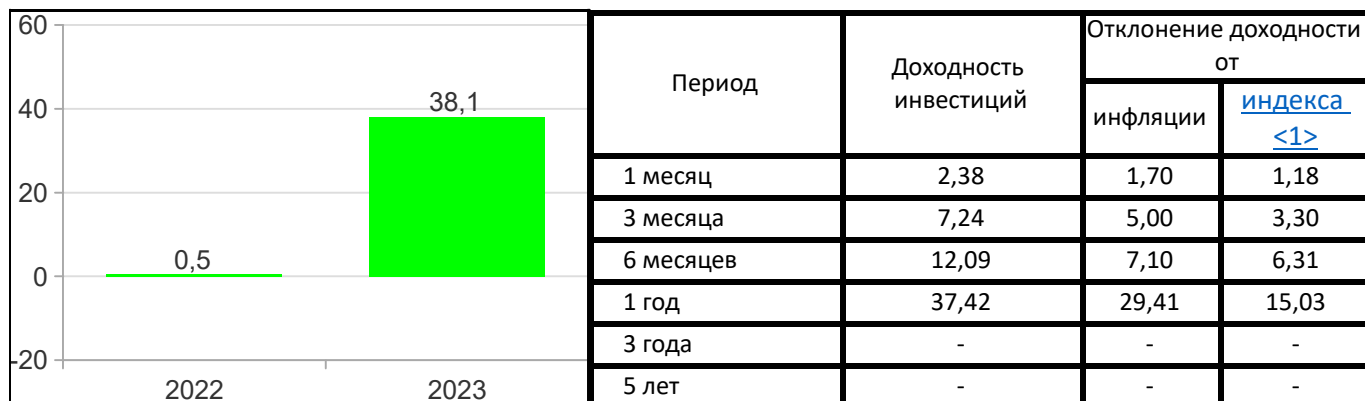 60
40
20
0
-20
0,5
38,1
2022
2023
Период
Доходность
инвестиций
Отклонение доходности
от
инфляции
индекса
<1>
1 месяц 2,38 1,70 1,18
3 месяца 7,24 5,00 3,30
6 месяцев 12,09 7,10 6,31
1 год 37,42 29,41 15,03
3 года - - -
5 лет - - -